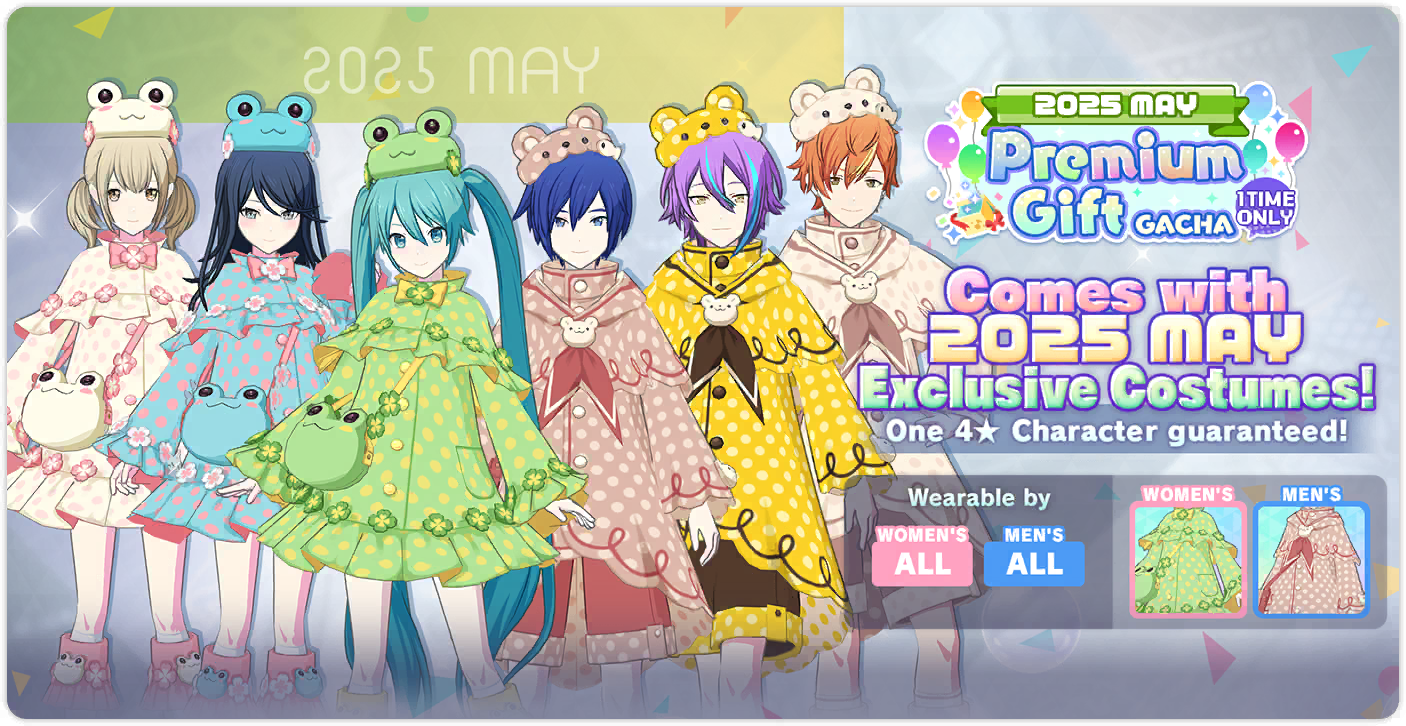 2025 MAY
2025 MAY
Premium
Gift GACHA
1TIME
ONLY
Comes with
2025 MAY
Exclusive Costumes!
One 4★ Character guaranteed!
Wearable by
WOMEN'S
ALL
MEN'S
ALL
WOMEN'S
MEN'S